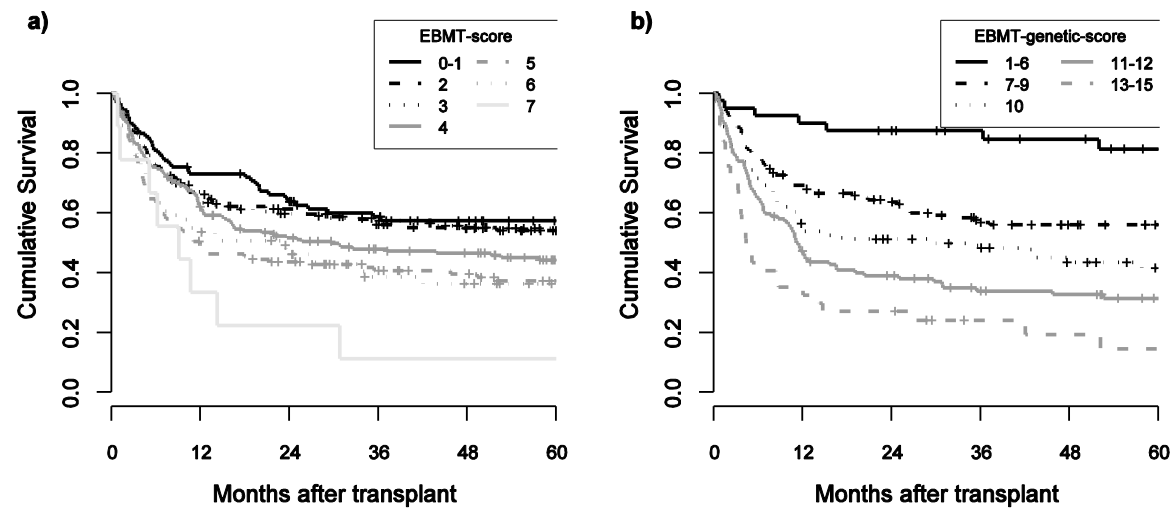 a)
EBMT-score
0-1 5
2 6
3 7
4
Cumulative Survival
1.0
0.8
0.6
0.4
0.2
0.0
0 12 24 36 48 60
Months after transplant
b)
EBMT-genetic-score
1-6 11-12
7-9 13-15
10
Cumulative Survival
1.0
0.8
0.6
0.4
0.2
0.0
0 12 24 36 48 60
Months after transplant